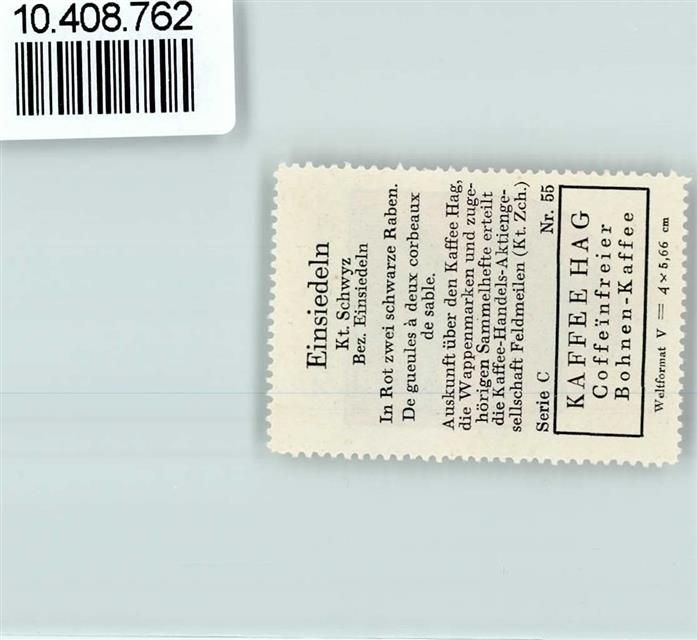 10.408.762
Einsiedeln
Kt. Schwyz
Bez. Einsiedeln
In Rot zwei schwarze Raben.
De gueules à deux corbeaux
de sable.
Auskunft über den Kaffee Hag,
die Wappenmarken und zuge-
hörigen Sammelhefte erteilt
die Kaffee-Handels-Aktienge-
sellschaft Feldmeilen (Kt. Zch.)
Serie C Nr. 55
KAFFEE HAG
Coffeïnfreier
Bohnen-Kaffee
Weltformat V = 4 × 5,66 cm